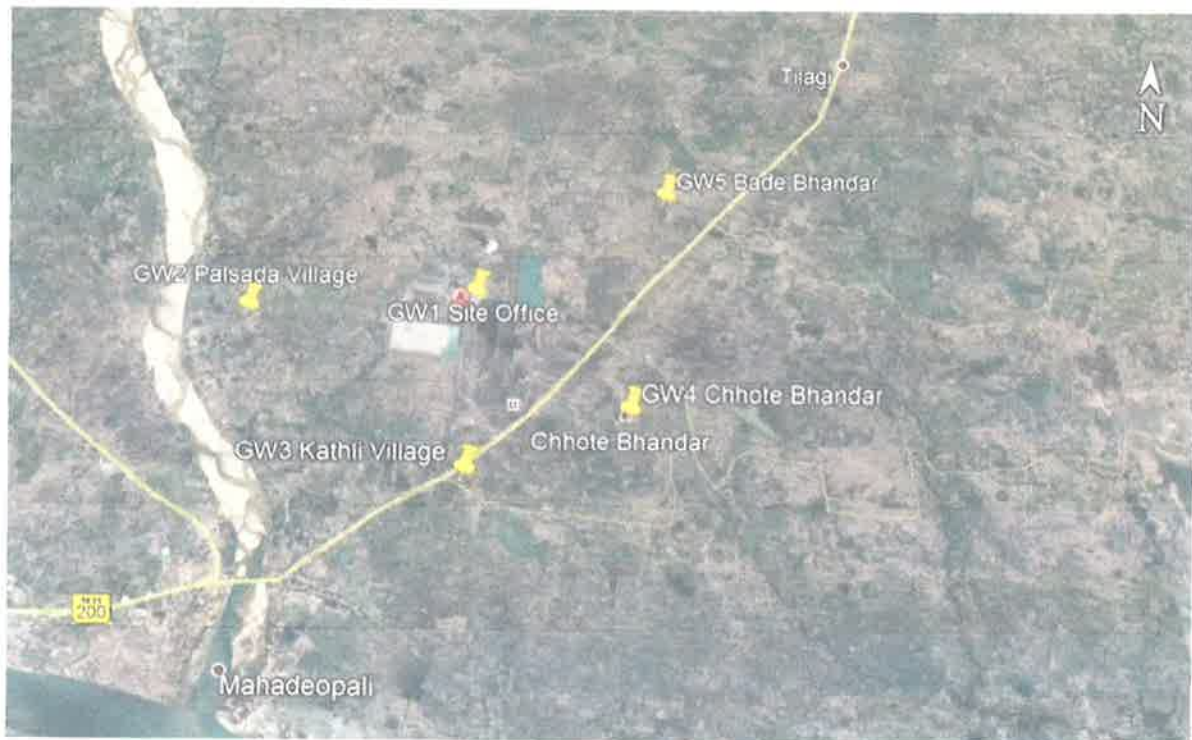 Tilagi
N
GW5 Bade Bhandar
GW2 Palsada Village
GW1 Site Office
GW4 Chhote Bhandar
Chhote Bhandar
GW3 Kathli Village
200
Mahadeopali